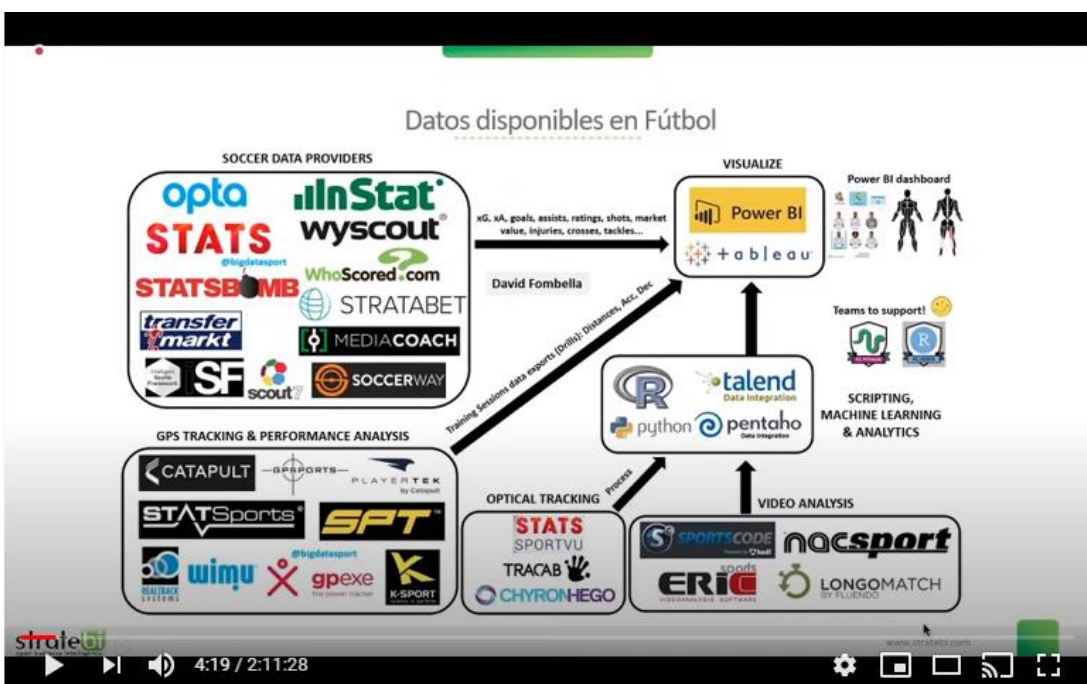 Datos disponibles en Fútbol
SOCCER DATA PROVIDERS
opta
InStat
STATS
wyscout
@bigdatasport
STATSBOMB
WhoScored.com
STRATABET
transfer
markt
MEDIACOACH
SF
scout7
SOCCERWAY
xG, xA, goals, assists, ratings, shots, market
value, injuries, crosses, tackles...
David Fombella
Training Sessions data exports (Drills): Distances, Acc, Dec
VISUALIZE
Power BI
+ableau
Power BI dashboard
Teams to support!
R
talend
Data Integration
python
pentaho
Data Integration
SCRIPTING,
MACHINE LEARNING
& ANALYTICS
GPS TRACKING & PERFORMANCE ANALYSIS
CATAPULT
GPSPORTS
PLAYERTEK
by Catapult
STATSports
SPT
@bigdatasport
REALTRACK
SYSTEMS
wimu
gpexe
the power tracker
K
K-SPORT
OPTICAL TRACKING
Process
STATS
SPORTVU
TRACAB
CHYRONHEGO
VIDEO ANALYSIS
SPORTSCODE
nacsport
ERIC
sports
VIDEOANALYSIS SOFTWARE
LONGOMATCH
BY FLUENDO
stratebi
www.stratebi.com
4:19 / 2:11:28